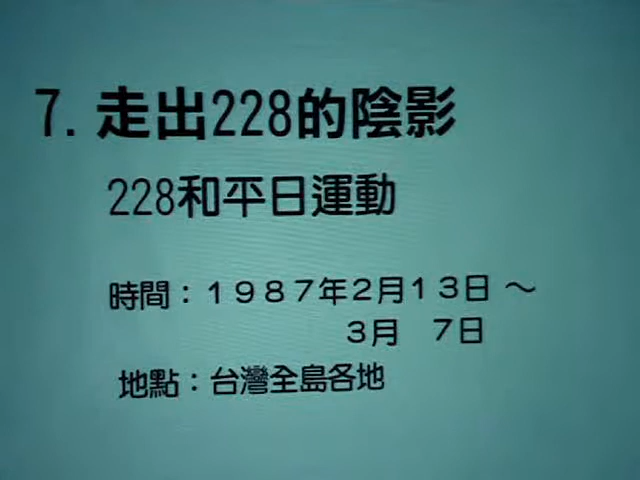 7. 走出228的陰影
228和平日運動
時間：１９８７年２月１３日～
３月　７日
地點：台灣全島各地